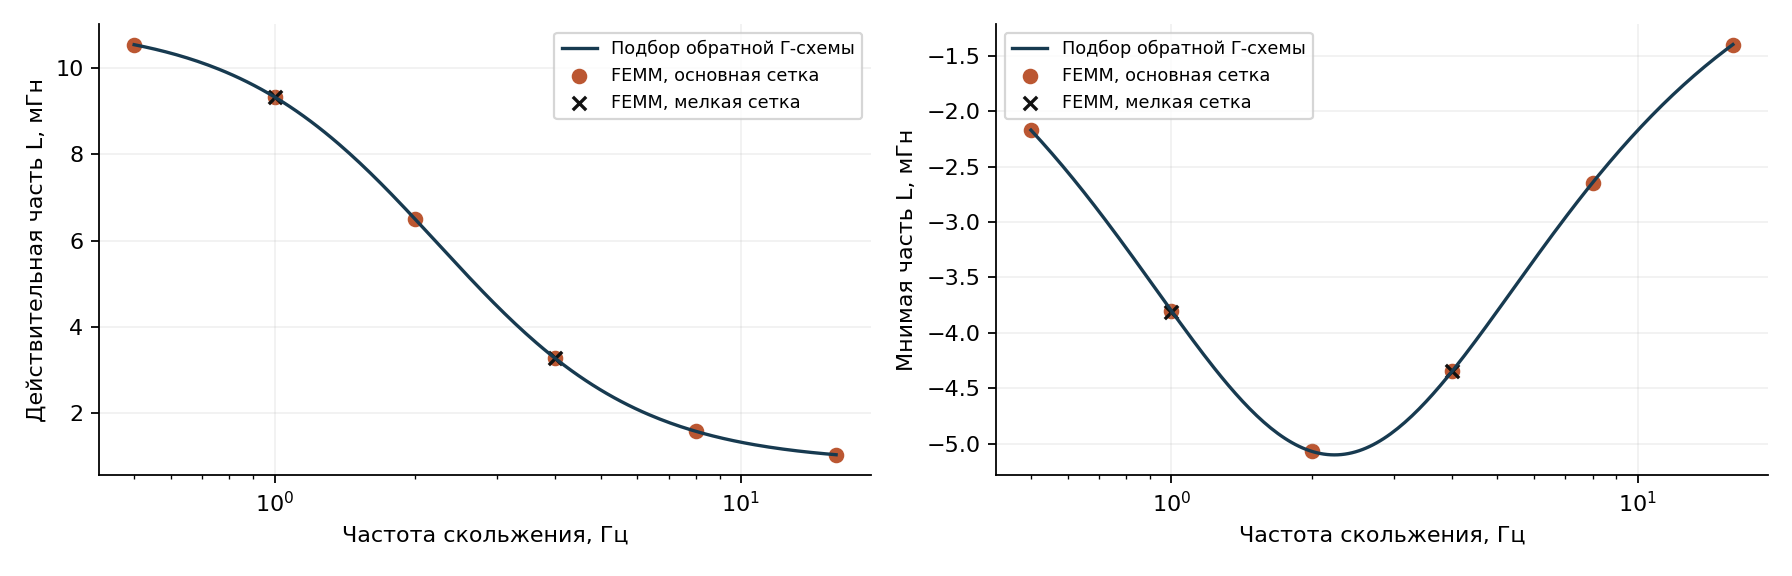 Действительная часть L, мГн
10
8
6
4
2
10⁰
10¹
Частота скольжения, Гц
Подбор обратной Г-схемы
FEMM, основная сетка
FEMM, мелкая сетка
Мнимая часть L, мГн
−1.5
−2.0
−2.5
−3.0
−3.5
−4.0
−4.5
−5.0
10⁰
10¹
Частота скольжения, Гц
Подбор обратной Г-схемы
FEMM, основная сетка
FEMM, мелкая сетка